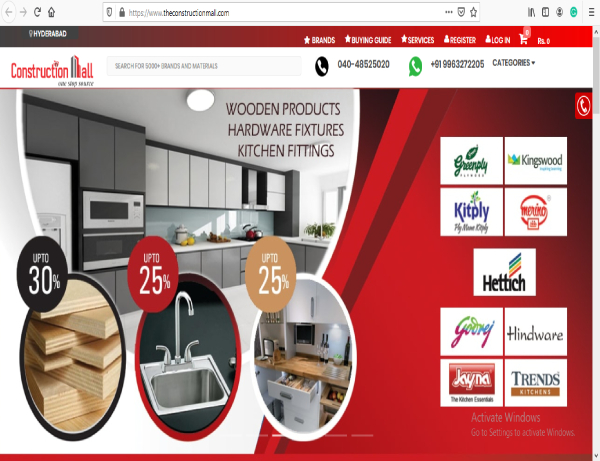 https://www.theconstructionmall.com
HYDERABAD
BRANDS
BUYING GUIDE
SERVICES
REGISTER
LOG IN
0
Rs. 0
Construction Mall
one stop source
SEARCH FOR 5000+ BRANDS AND MATERIALS
040-48525020
+91 9963272205
CATEGORIES
WOODEN PRODUCTS
HARDWARE FIXTURES
KITCHEN FITTINGS
Greenply
PLYWOOD
Kingswood
Kitply
Ply Mane Kitply
merino
Hettich
UPTO
30%
UPTO
25%
UPTO
25%
Godrej
Hindware
Jayna
The Kitchen Essentials
TRENDS
KITCHENS
Activate Windows
Go to Settings to activate Windows.